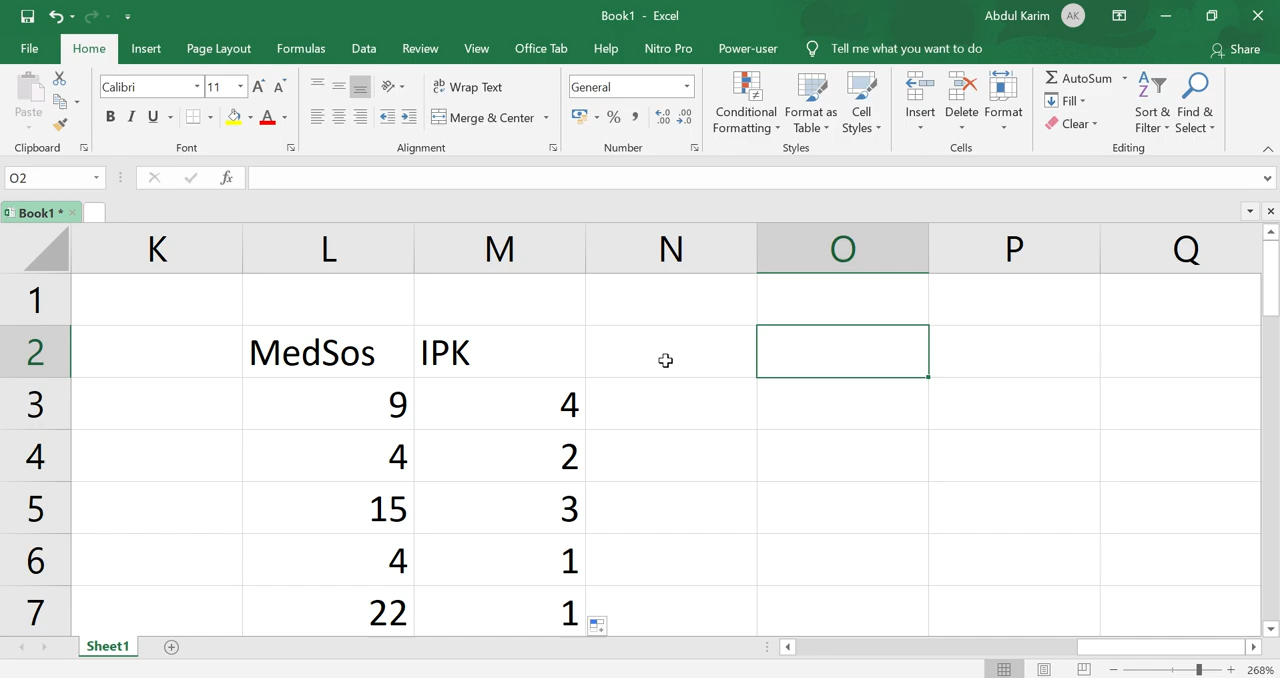 Book1 - Excel
Abdul Karim
AK
File Home Insert Page Layout Formulas Data Review View Office Tab Help Nitro Pro Power-user Tell me what you want to do Share
Paste
Calibri 11
B I U A
Wrap Text
Merge & Center
General
% ,
Conditional Formatting
Format as Table
Cell Styles
Insert
Delete
Format
AutoSum
Fill
Clear
Sort & Filter
Find & Select
Clipboard Font Alignment Number Styles Cells Editing
O2 fx
Book1 *
K L M N O P Q
1
2 MedSos IPK
3 9 4
4 4 2
5 15 3
6 4 1
7 22 1
Sheet1
268%